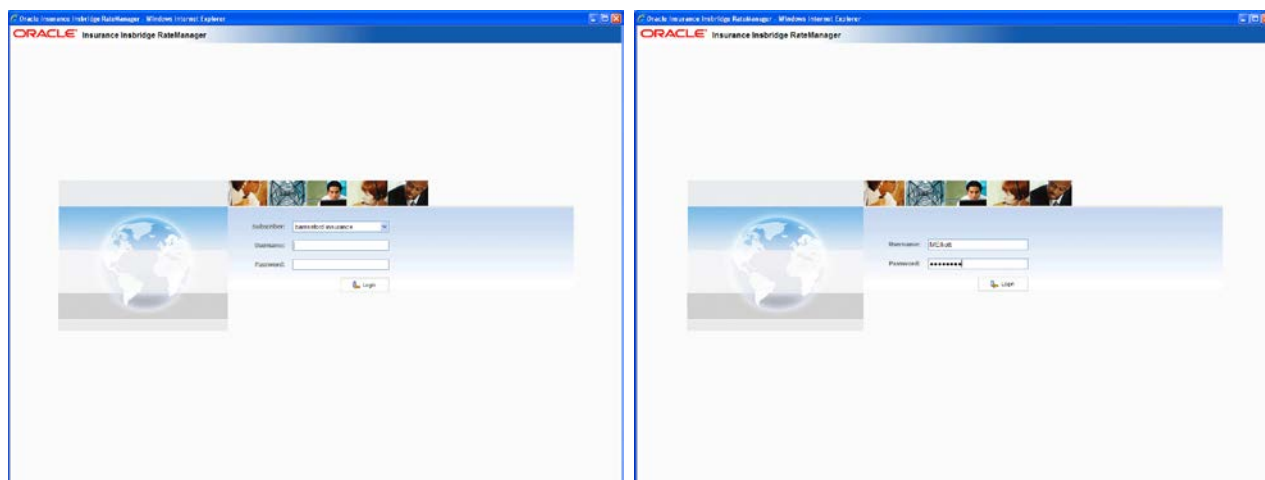 Oracle Insurance Insbridge RateManager - Windows Internet Explorer
ORACLE Insurance Insbridge RateManager
Subscriber:
insurance
Username:
Password:
Login
Oracle Insurance Insbridge RateManager - Windows Internet Explorer
ORACLE Insurance Insbridge RateManager
Username:
Password:
Login